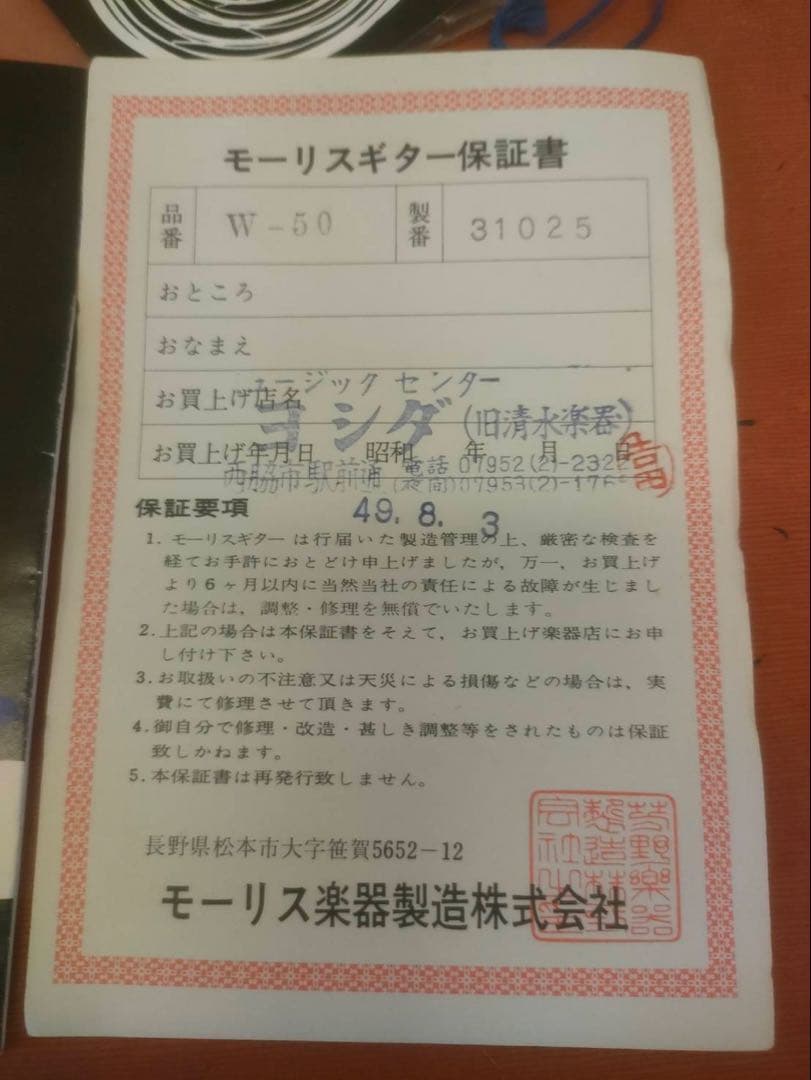 モーリスギター保証書
品番 W-50 製番 31025
おところ
おなまえ
ミュージック センター
お買上げ店名
ヨシダ (旧清水楽器)
お買上げ年月日 昭和 年 月 日
西脇市駅前通 電話 07952(2)-2322
49. 8. 3
保証要項
1. モーリスギターは行届いた製造管理の上、厳密な検査を
経てお手許におとどけ申上げましたが、万一、お買上げ
より6ヶ月以内に当然当社の責任による故障が生じまし
た場合は、調整・修理を無償でいたします。
2. 上記の場合は本保証書をそえて、お買上げ楽器店にお申
し付け下さい。
3. お取扱いの不注意又は天災による損傷などの場合は、実
費にて修理させて頂きます。
4. 御自分で修理・改造・甚しき調整等をされたものは保証
致しかねます。
5. 本保証書は再発行致しません。
長野県松本市大字笹賀5652-12
モーリス楽器製造株式会社